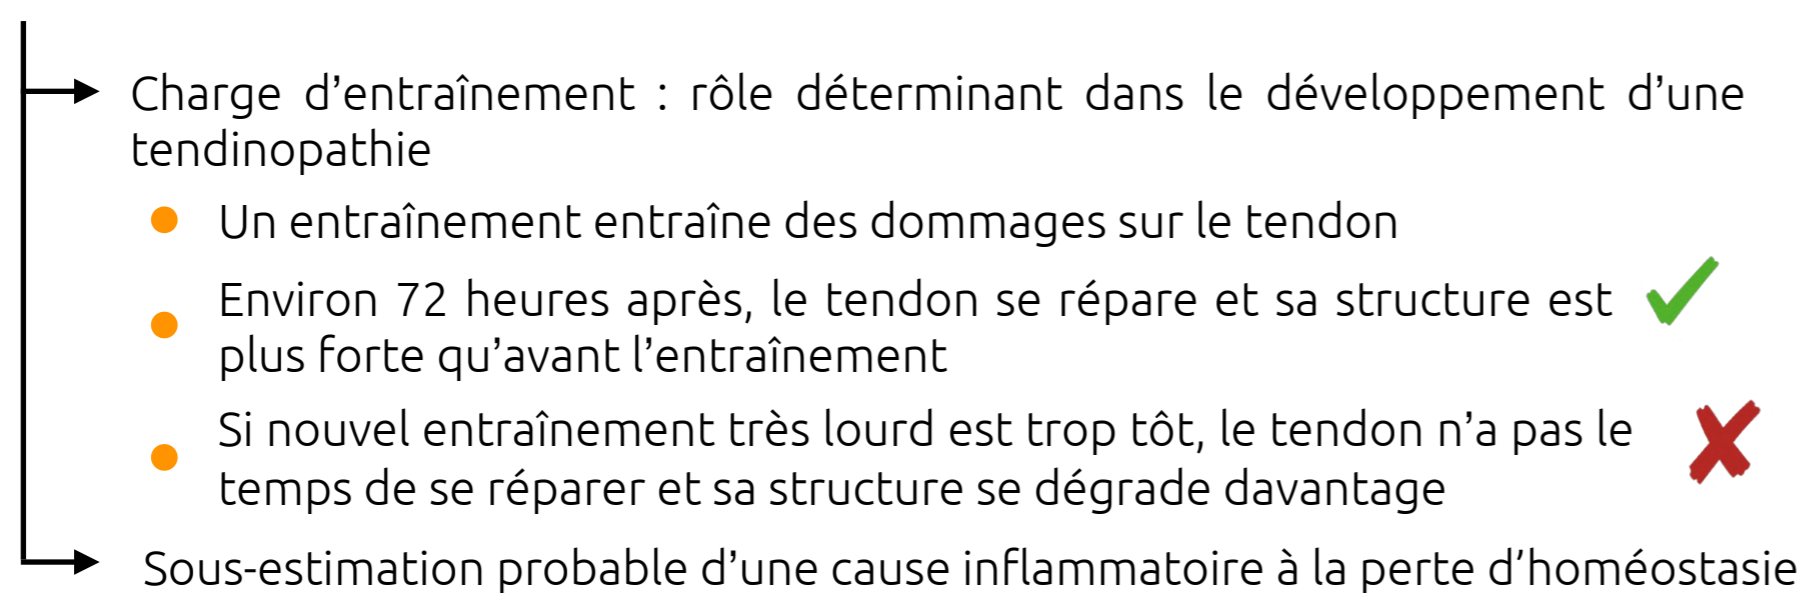 Charge d’entraînement : rôle déterminant dans le développement d’une
tendinopathie
Un entraînement entraîne des dommages sur le tendon
Environ 72 heures après, le tendon se répare et sa structure est
plus forte qu’avant l’entraînement
Si nouvel entraînement très lourd est trop tôt, le tendon n’a pas le
temps de se réparer et sa structure se dégrade davantage
Sous-estimation probable d’une cause inflammatoire à la perte d’homéostasie